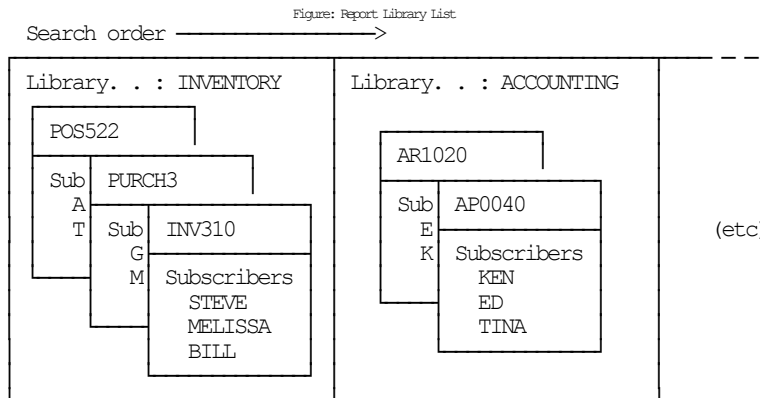 Figure: Report Library List
Search order
Library. . : INVENTORY
Library. . : ACCOUNTING
POS522
Sub
A
T
PURCH3
Sub
G
M
INV310
Subscribers
STEVE
MELISSA
BILL
AR1020
Sub
E
K
AP0040
Subscribers
KEN
ED
TINA
(etc)